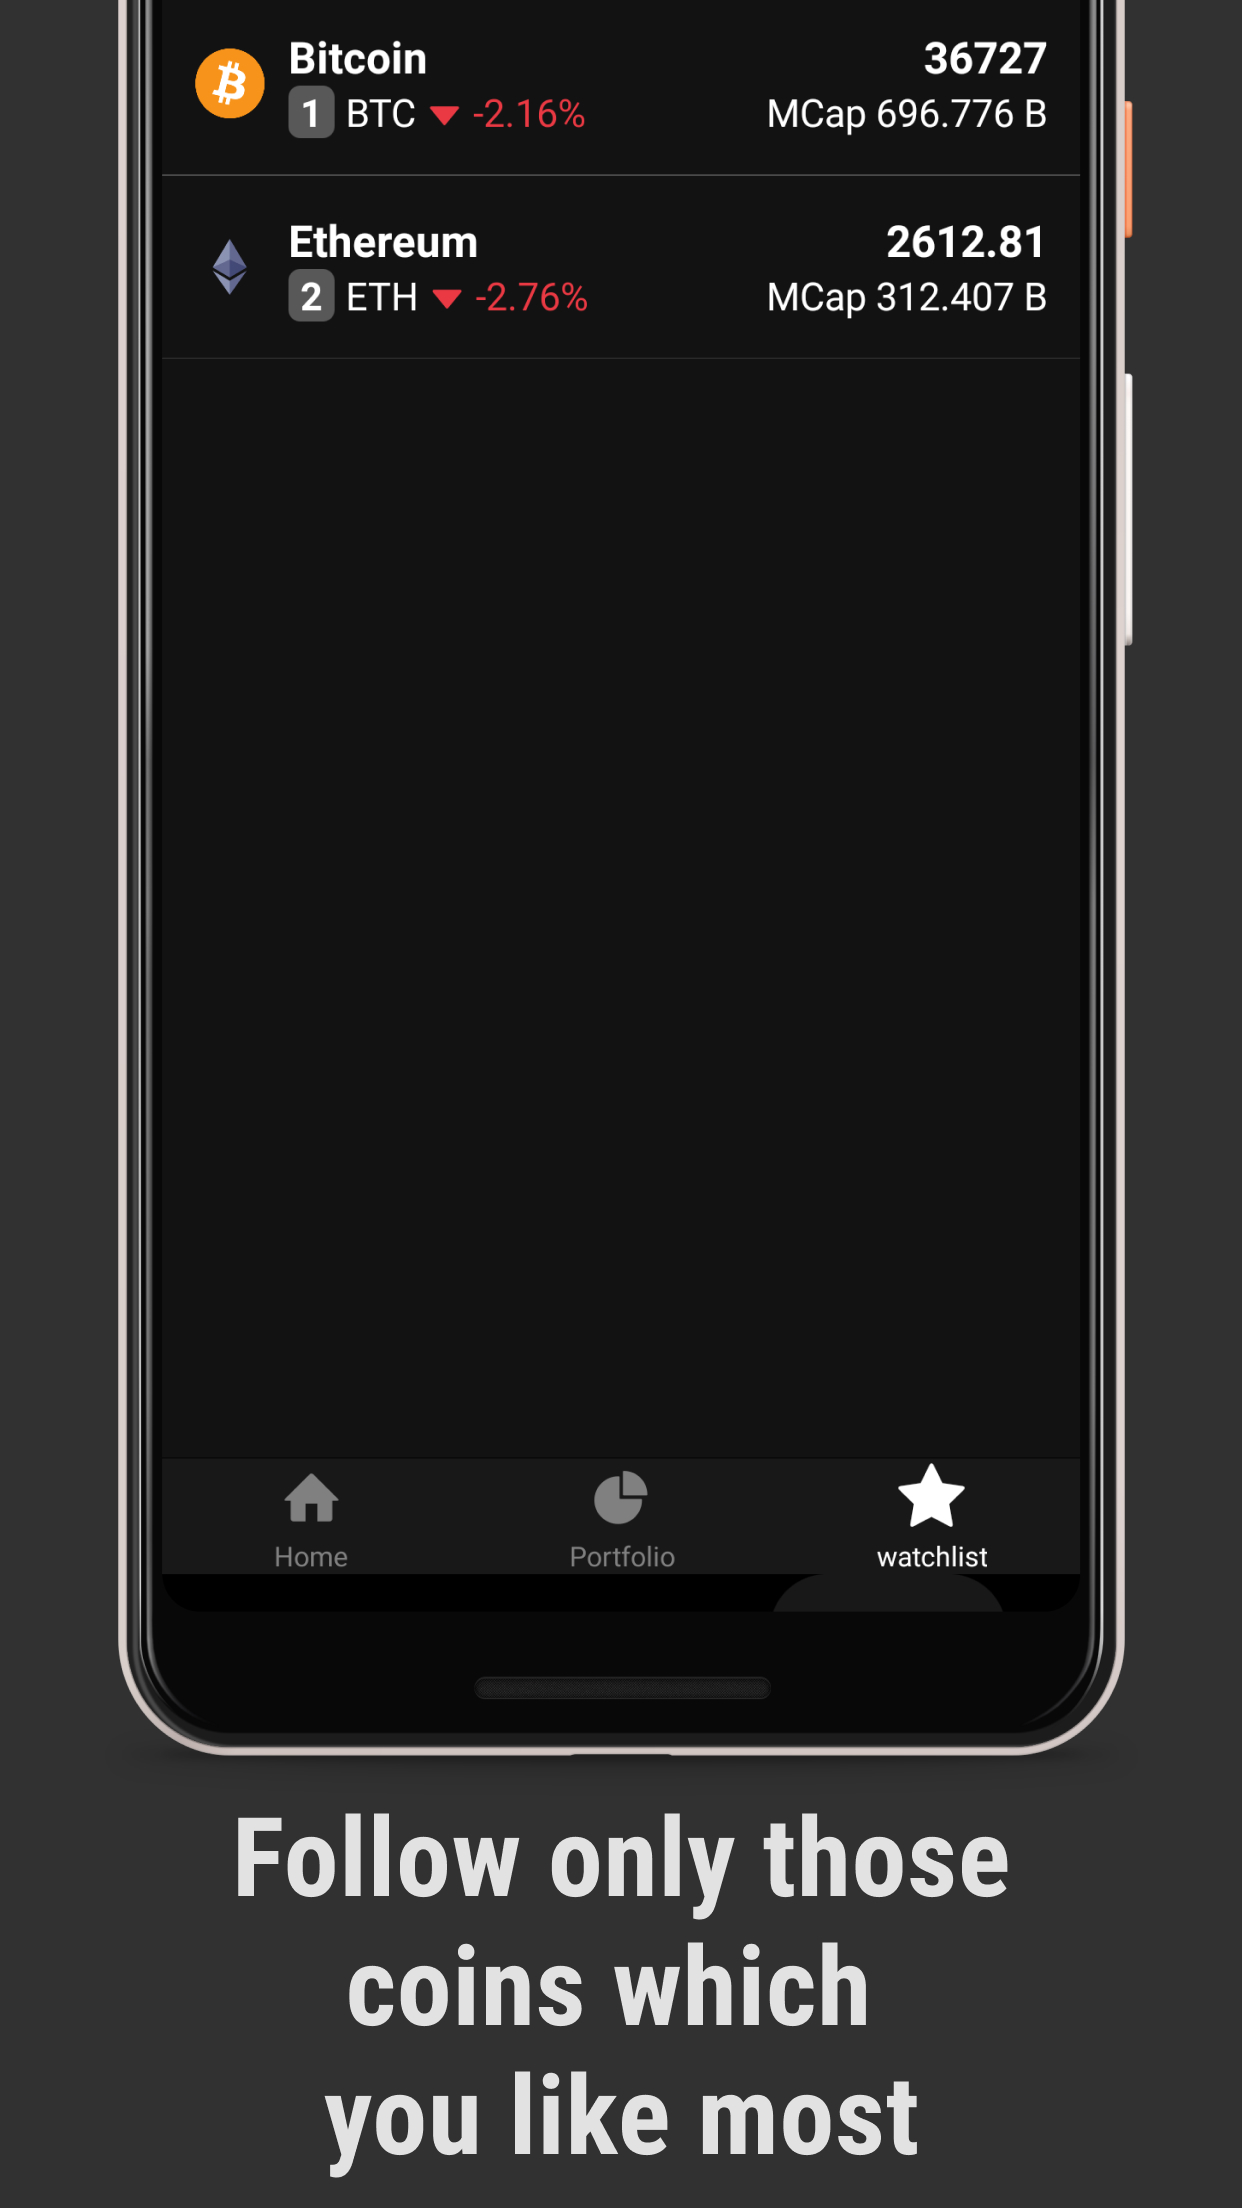 Bitcoin 36727
1 BTC -2.16% MCap 696.776 B
Ethereum 2612.81
2 ETH -2.76% MCap 312.407 B
Home Portfolio watchlist
Follow only those
coins which
you like most